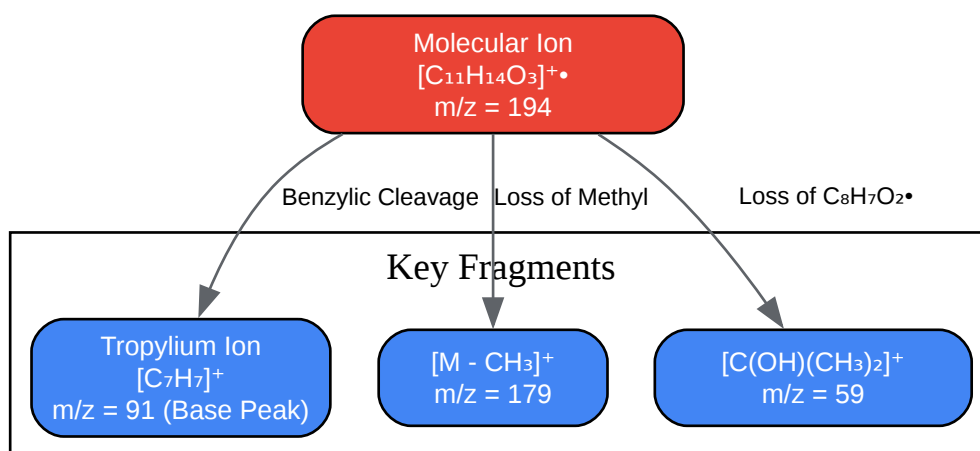 Molecular Ion
[C₁₁H₁₄O₃]⁺•
m/z = 194
Benzylic Cleavage
Loss of Methyl
Loss of C₈H₇O₂•
Key Fragments
Tropylium Ion
[C₇H₇]⁺
m/z = 91 (Base Peak)
[M - CH₃]⁺
m/z = 179
[C(OH)(CH₃)₂]⁺
m/z = 59